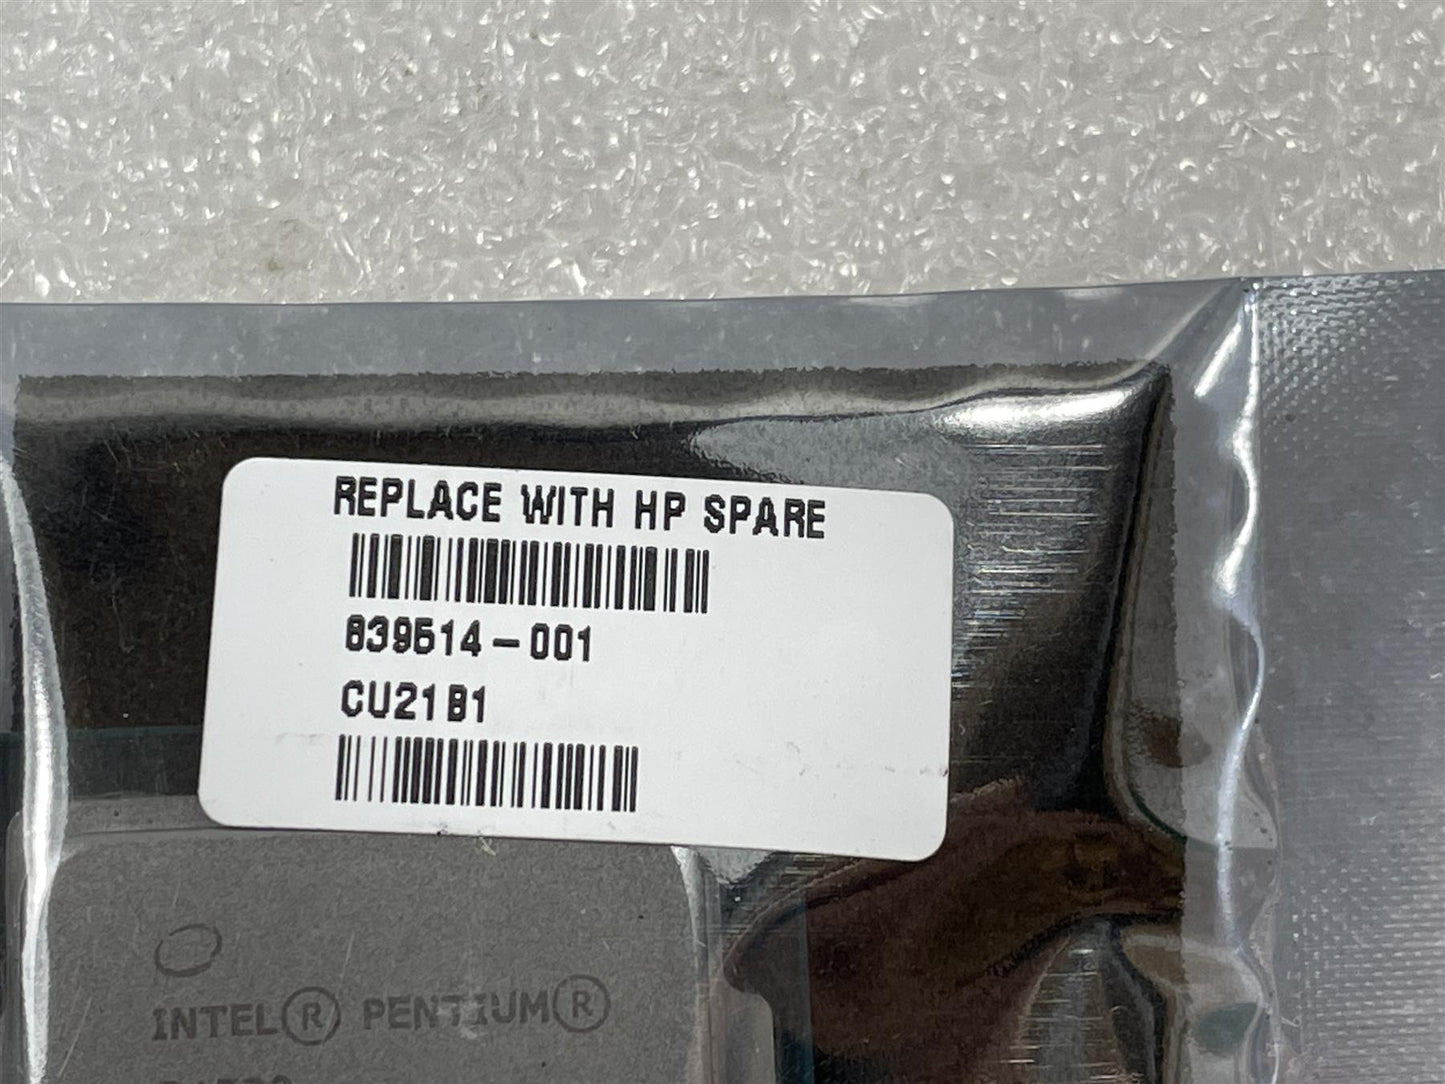 REPLACE WITH HP SPARE
839514-001
CU21B1
INTEL® PENTIUM®